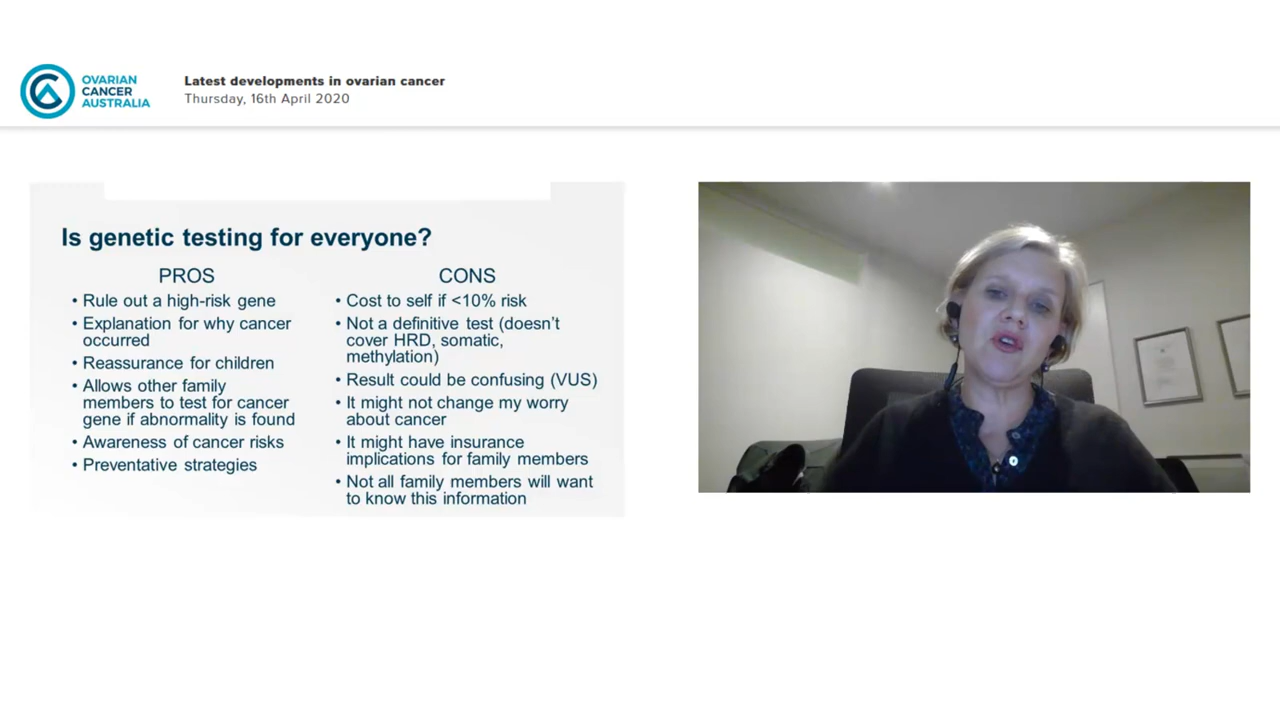 OVARIAN
CANCER
AUSTRALIA
Latest developments in ovarian cancer
Thursday, 16th April 2020
Is genetic testing for everyone?
PROS
• Rule out a high-risk gene
• Explanation for why cancer
occurred
• Reassurance for children
• Allows other family
members to test for cancer
gene if abnormality is found
• Awareness of cancer risks
• Preventative strategies
CONS
• Cost to self if <10% risk
• Not a definitive test (doesn't
cover HRD, somatic,
methylation)
• Result could be confusing (VUS)
• It might not change my worry
about cancer
• It might have insurance
implications for family members
• Not all family members will want
to know this information